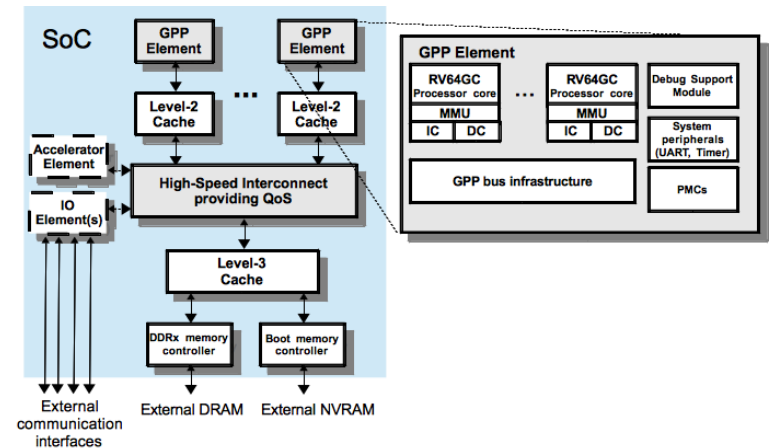 SoC
GPP
Element
GPP
Element
...
Level-2
Cache
Level-2
Cache
Accelerator
Element
IO
Element(s)
High-Speed Interconnect
providing QoS
Level-3
Cache
DDRx memory
controller
Boot memory
controller
External
communication
interfaces
External DRAM
External NVRAM
GPP Element
RV64GC
Processor core
MMU
IC
DC
...
RV64GC
Processor core
MMU
IC
DC
GPP bus infrastructure
Debug Support
Module
System
peripherals
(UART, Timer)
PMCs